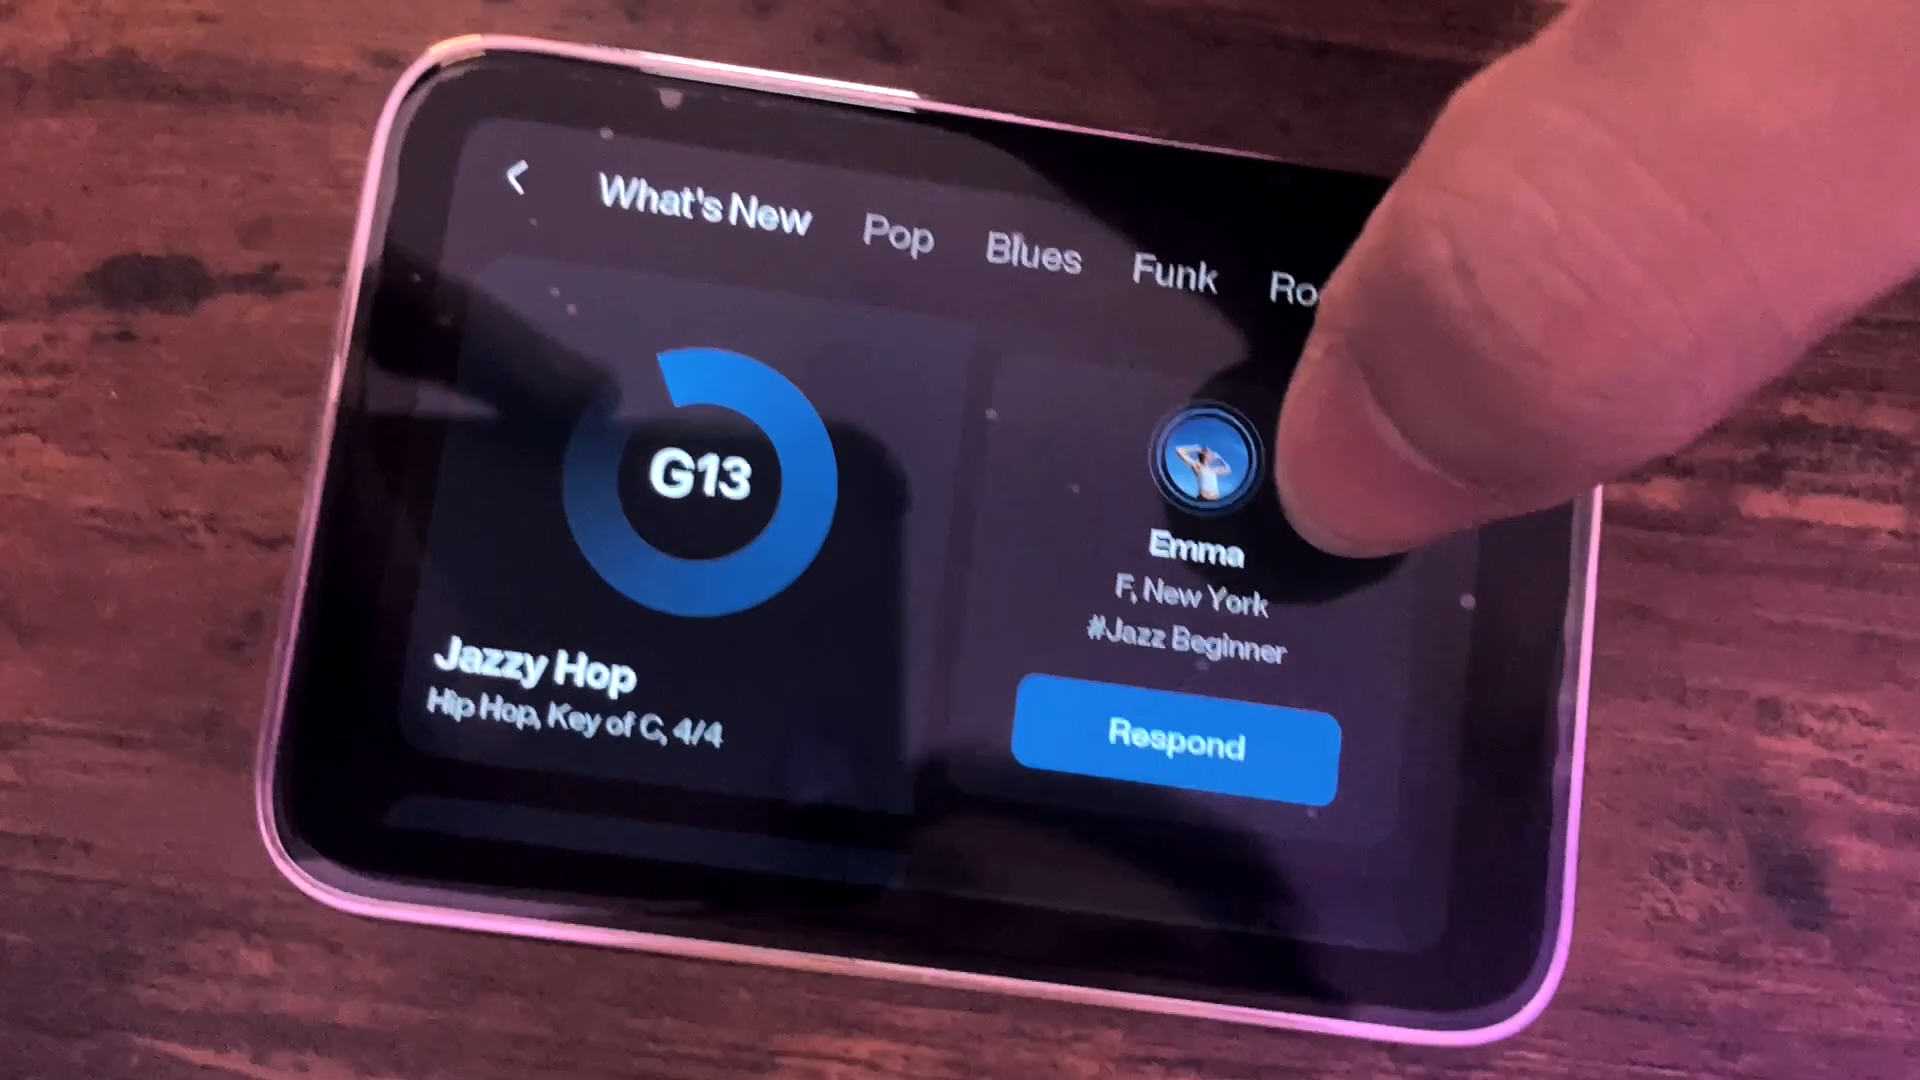 What's New Pop Blues Funk Ro
G13
Jazzy Hop
Hip Hop, Key of C, 4/4
Emma
F, New York
#Jazz Beginner
Respond